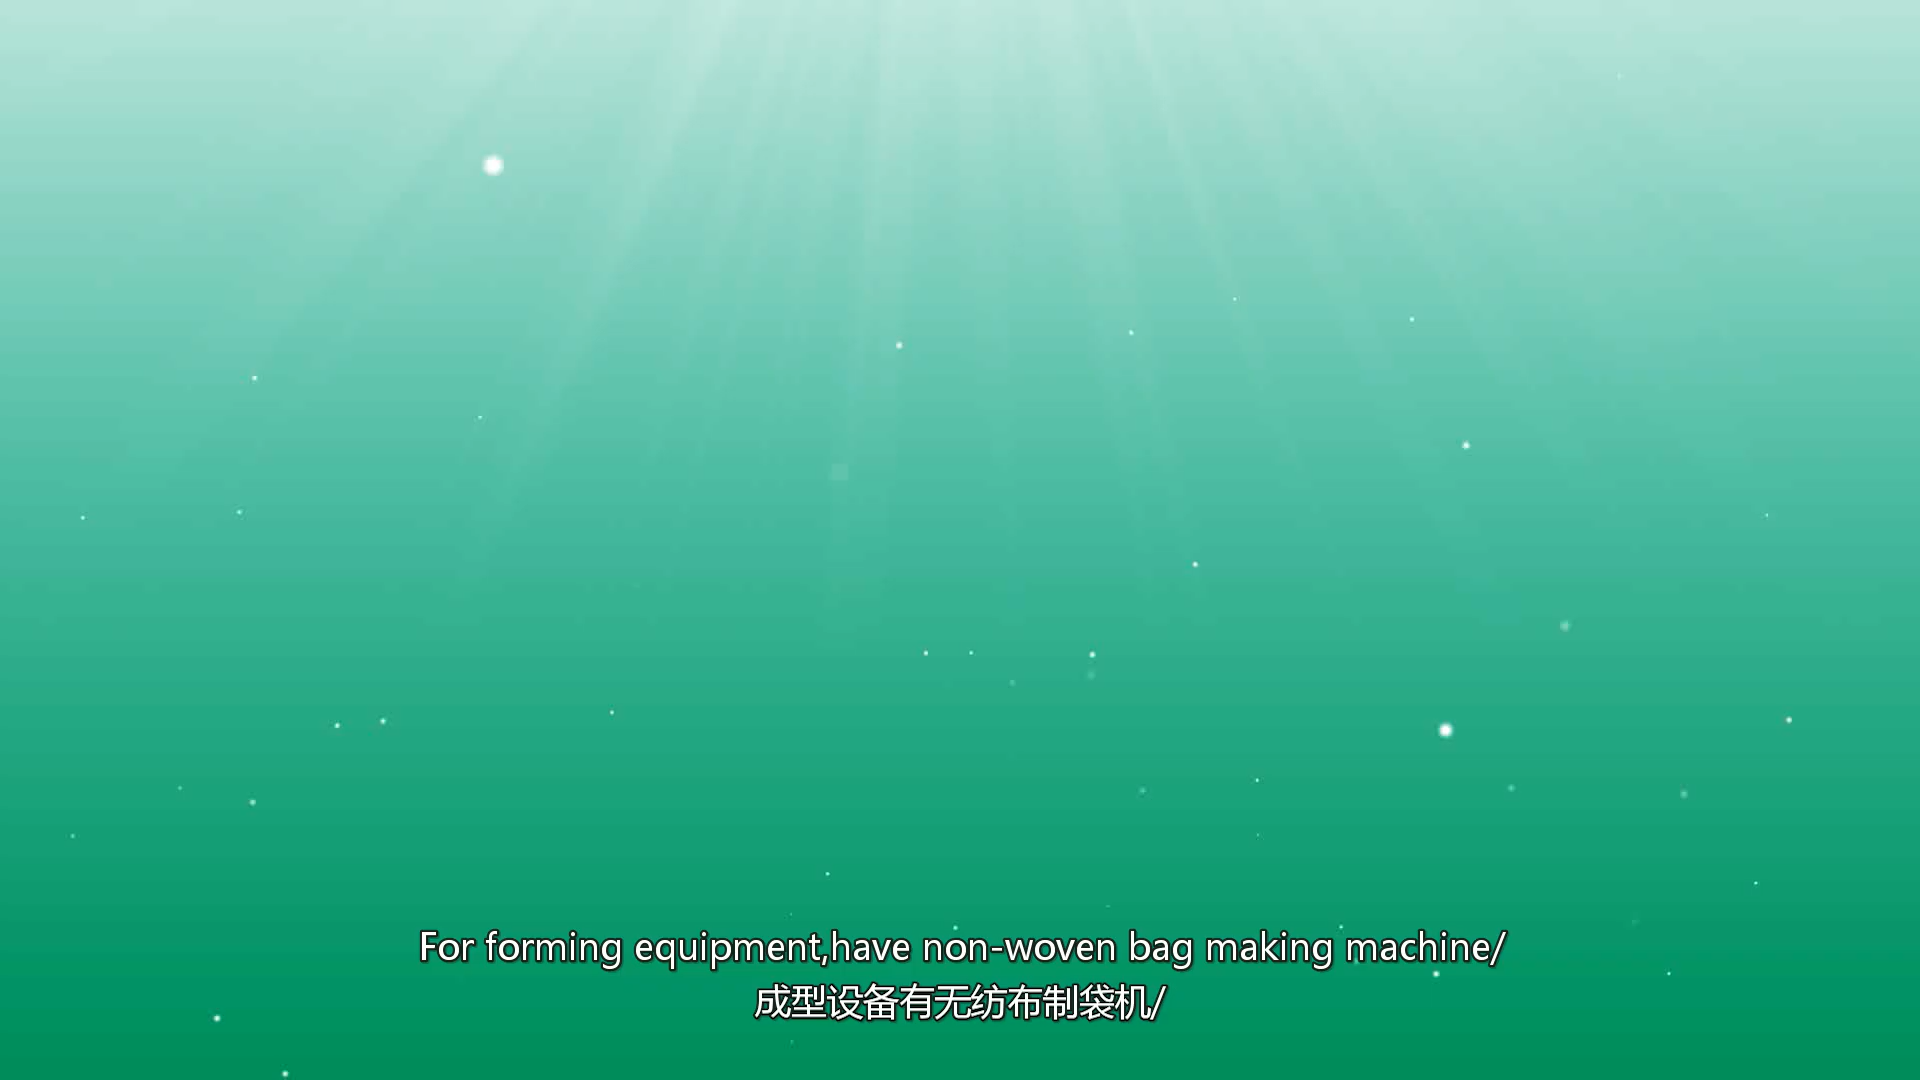 For forming equipment,have non-woven bag making machine/
成型设备有无纺布制袋机/